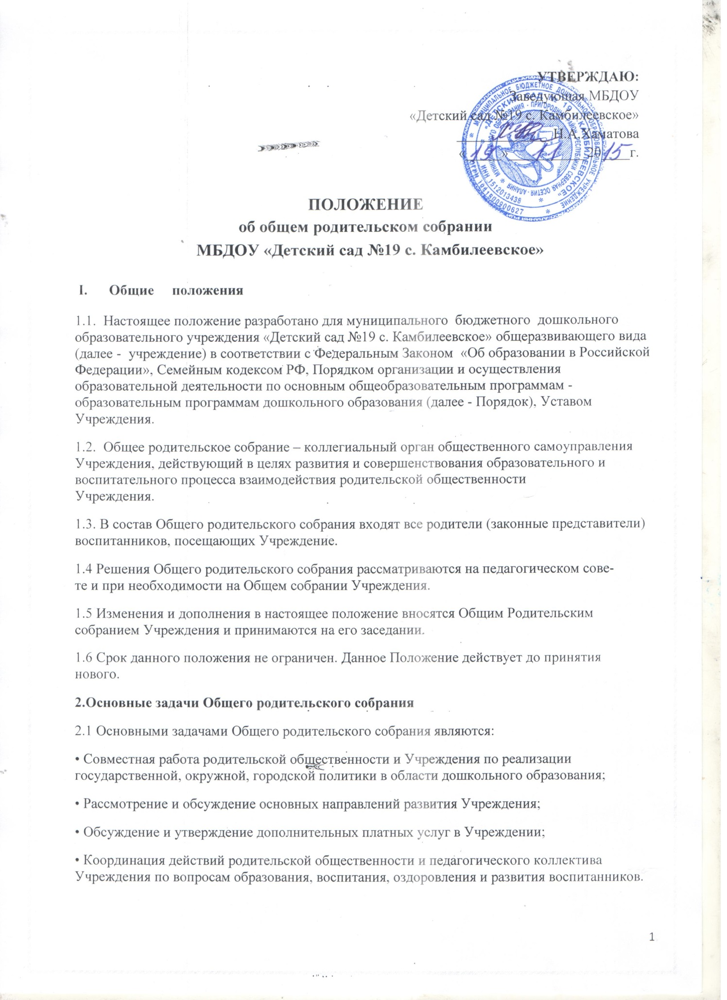 УТВЕРЖДАЮ:
Заведующая МБДОУ
«Детский сад №19 с. Камбилеевское»
Н.А.Хаматова
«19» 11 2015 г.
МУНИЦИПАЛЬНОЕ БЮДЖЕТНОЕ ДОШКОЛЬНОЕ ОБРАЗОВАТЕЛЬНОЕ УЧРЕЖДЕНИЕ
«ДЕТСКИЙ САД № 19 с.КАМБИЛЕЕВСКОЕ»
МУНИЦИПАЛЬНОГО ОБРАЗОВАНИЯ - ПРИГОРОДНЫЙ РАЙОН РЕСПУБЛИКИ СЕВЕРНАЯ ОСЕТИЯ - АЛАНИЯ
ИНН 1512013438
ОГРН
ПОЛОЖЕНИЕ
об общем родительском собрании
МБДОУ «Детский сад №19 с. Камбилеевское»
I. Общие положения
1.1. Настоящее положение разработано для муниципального бюджетного дошкольного
образовательного учреждения «Детский сад №19 с. Камбилеевское» общеразвивающего вида
(далее - учреждение) в соответствии с Федеральным Законом «Об образовании в Российской
Федерации», Семейным кодексом РФ, Порядком организации и осуществления
образовательной деятельности по основным общеобразовательным программам -
образовательным программам дошкольного образования (далее - Порядок), Уставом
Учреждения.
1.2. Общее родительское собрание – коллегиальный орган общественного самоуправления
Учреждения, действующий в целях развития и совершенствования образовательного и
воспитательного процесса взаимодействия родительской общественности
Учреждения.
1.3. В состав Общего родительского собрания входят все родители (законные представители)
воспитанников, посещающих Учреждение.
1.4 Решения Общего родительского собрания рассматриваются на педагогическом сове-
те и при необходимости на Общем собрании Учреждения.
1.5 Изменения и дополнения в настоящее положение вносятся Общим Родительским
собранием Учреждения и принимаются на его заседании.
1.6 Срок данного положения не ограничен. Данное Положение действует до принятия
нового.
2.Основные задачи Общего родительского собрания
2.1 Основными задачами Общего родительского собрания являются:
• Совместная работа родительской общественности и Учреждения по реализации
государственной, окружной, городской политики в области дошкольного образования;
• Рассмотрение и обсуждение основных направлений развития Учреждения;
• Обсуждение и утверждение дополнительных платных услуг в Учреждении;
• Координация действий родительской общественности и педагогического коллектива
Учреждения по вопросам образования, воспитания, оздоровления и развития воспитанников.
1